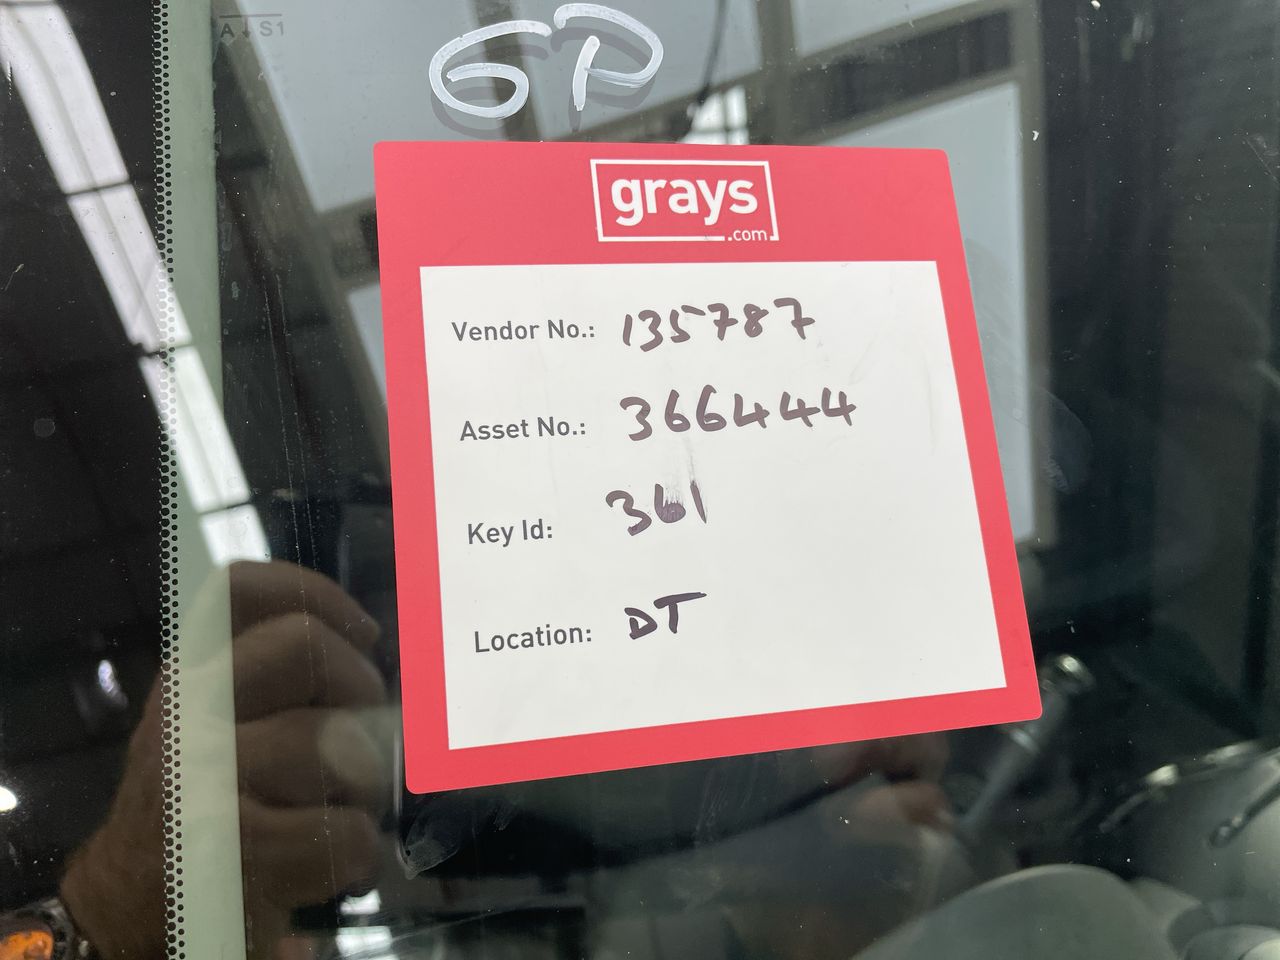 A S1
GP
grays
.com
Vendor No.: 135787
Asset No.: 366444
Key Id: 361
Location: DT